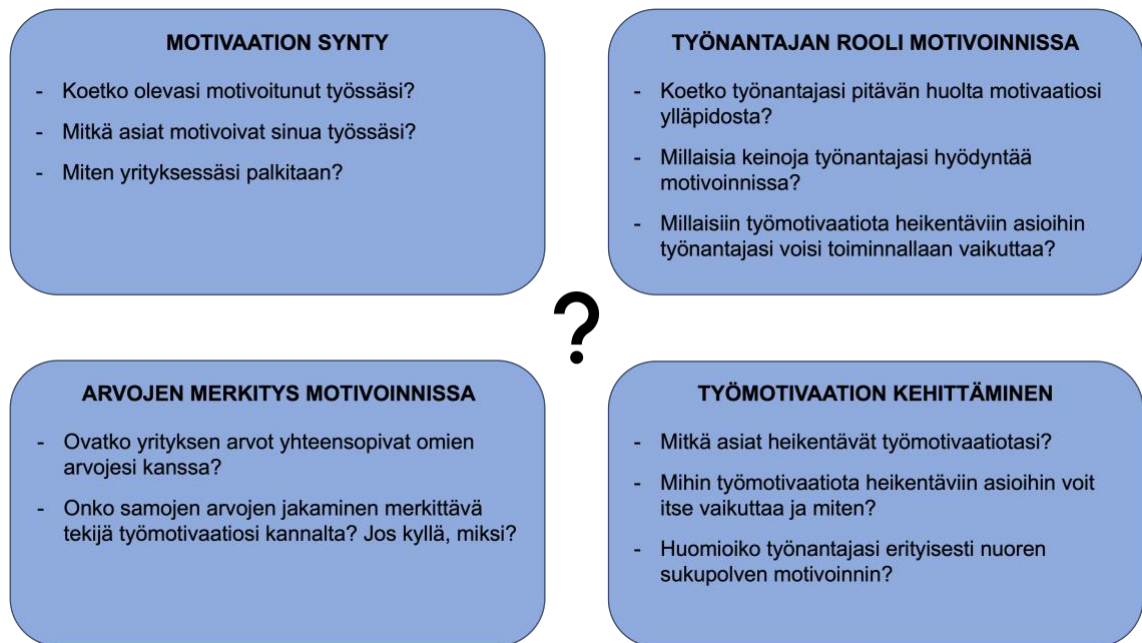 MOTIVAATION SYNTY
- Koetko olevasi motivoitunut työssäsi?
- Mitkä asiat motivoivat sinua työssäsi?
- Miten yrityksessäsi palkitaan?
TYÖNANTAJAN ROOLI MOTIVOINNISSA
- Koetko työnantajasi pitävän huolta motivaatiosi
ylläpidosta?
- Millaisia keinoja työnantajasi hyödyntää
motivoinnissa?
- Millaisiin työmotivaatiota heikentäviin asioihin
työnantajasi voisi toiminnallaan vaikuttaa?
?
ARVOJEN MERKITYS MOTIVOINNISSA
- Ovatko yrityksen arvot yhteensopivat omien
arvojesi kanssa?
- Onko samojen arvojen jakaminen merkittävä
tekijä työmotivaatiosi kannalta? Jos kyllä, miksi?
TYÖMOTIVAATION KEHITTÄMINEN
- Mitkä asiat heikentävät työmotivaatiotasi?
- Mihin työmotivaatiota heikentäviin asioihin voit
itse vaikuttaa ja miten?
- Huomioiko työnantajasi erityisesti nuoren
sukupolven motivoinnin?